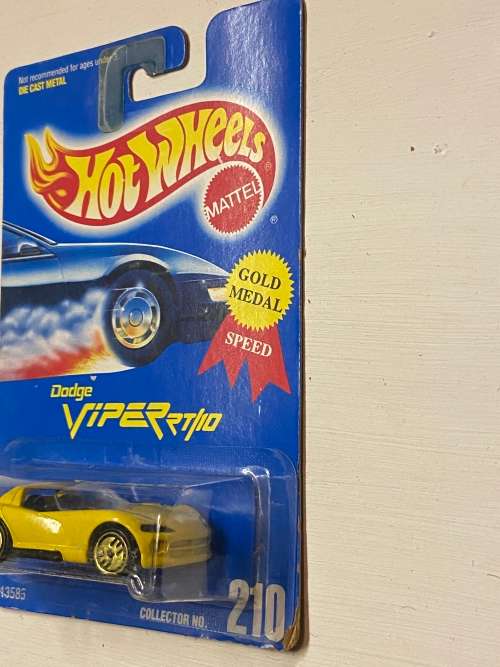 Not recommended for ages under 3.
DIE CAST METAL
HOT WHEELS®
MATTEL
®
GOLD
MEDAL
SPEED
Dodge
VIPER RT/10
13585
COLLECTOR NO. 210